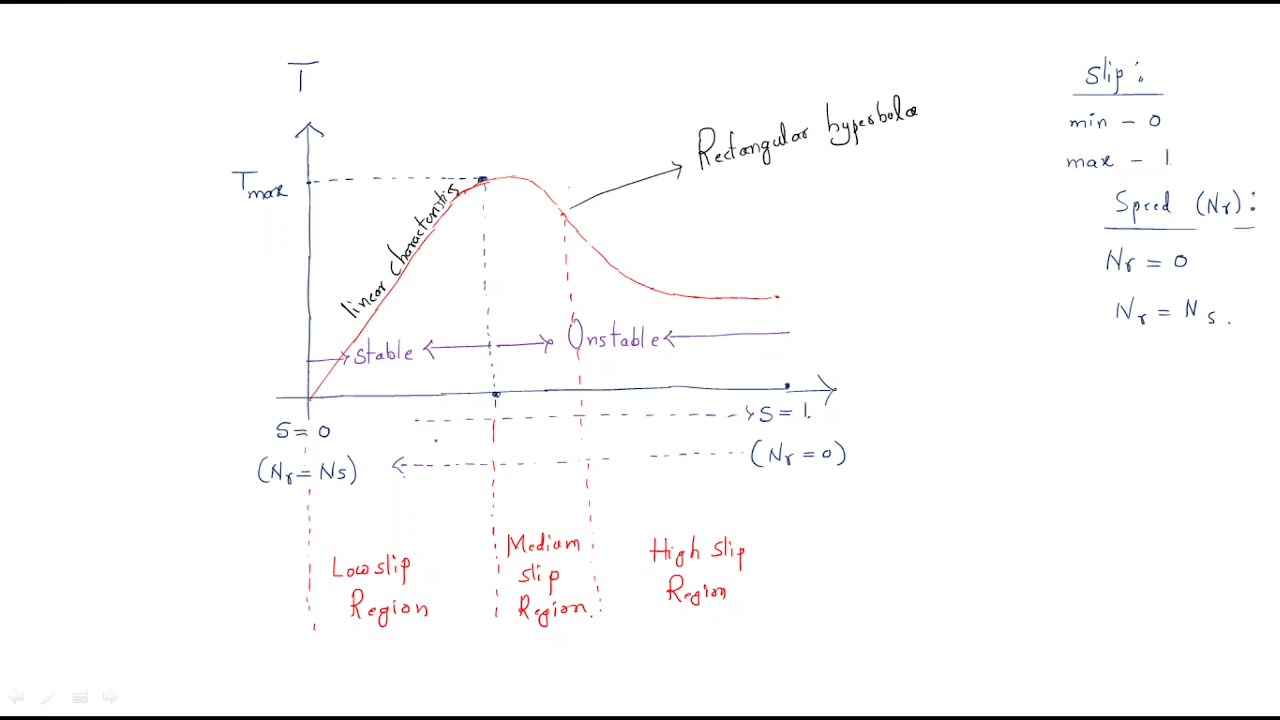 T
Tmax
linear Characteristics
Rectangular hyperbola
Slip:
min - 0
max - 1
Speed (Nr):
Nr = 0
Nr = Ns.
Stable
Unstable
S = 0
(Nr = Ns)
S = 1.
(Nr = 0)
Low slip
Region
Medium
slip
Region.
High slip
Region